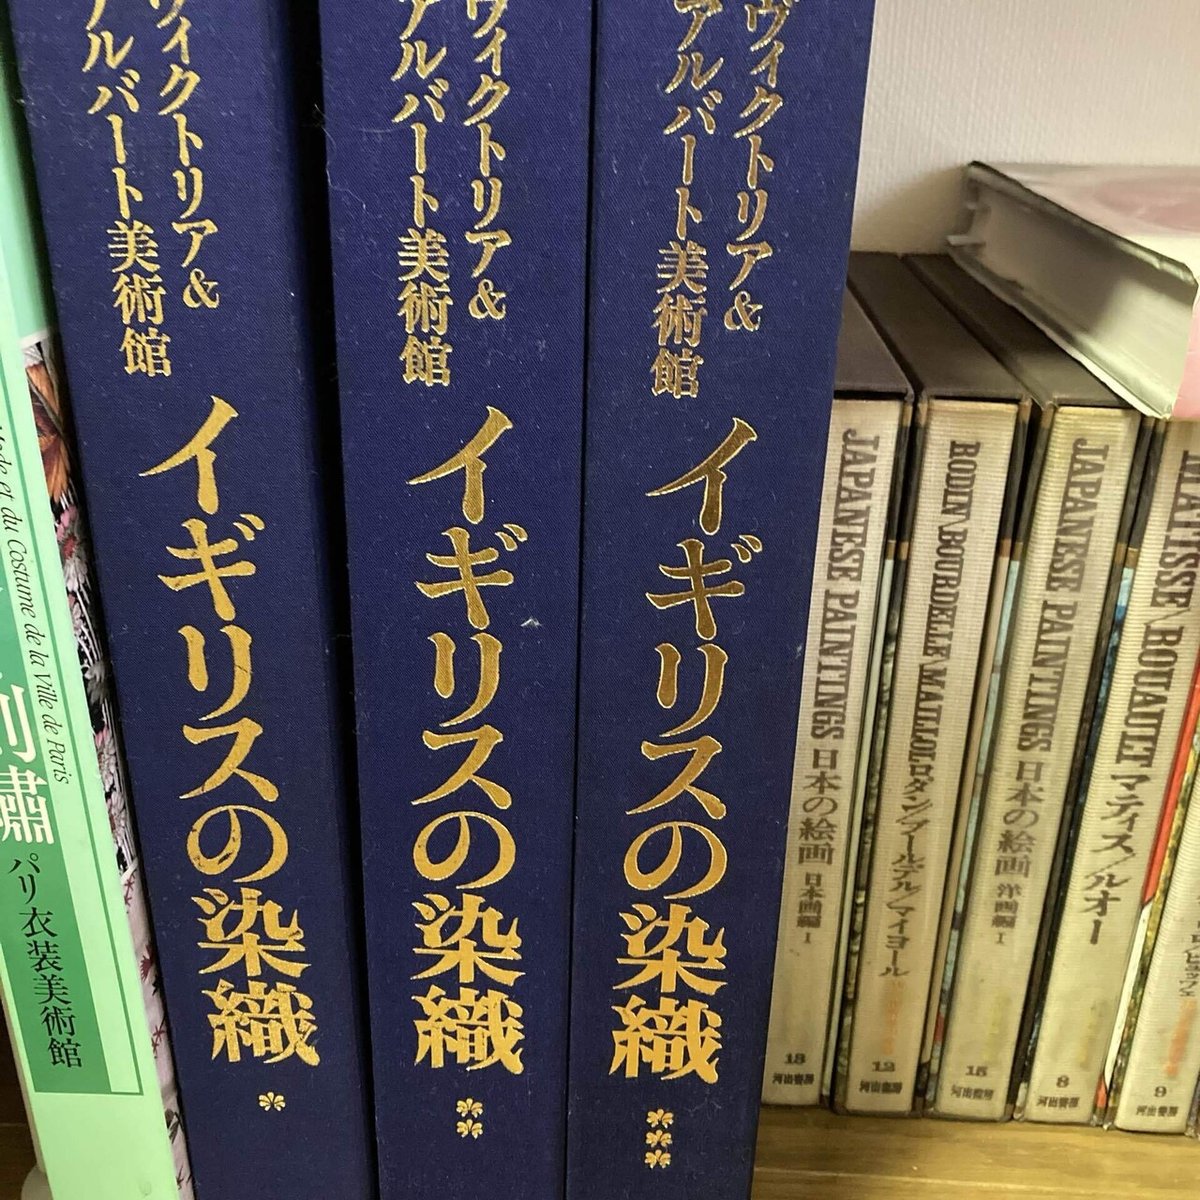 Mode et du Costume de la Ville de Paris
刺繍
パリ衣装美術館
ヴィクトリア&
アルバート美術館
イギリスの染織
*
ヴィクトリア&
アルバート美術館
イギリスの染織
**
ヴィクトリア&
アルバート美術館
イギリスの染織
***
JAPANESE PAINTINGS 日本の絵画 日本画編 I
13
河出書房
RODIN/BOURDELLE/MAILLOL ロダン/ブールデル/マイヨール
12
河出書房
JAPANESE PAINTINGS 日本の絵画 洋画編 I
15
河出書房
MATISSE/ROUAULT マティス/ルオー
8
河出書房
9
河出書房